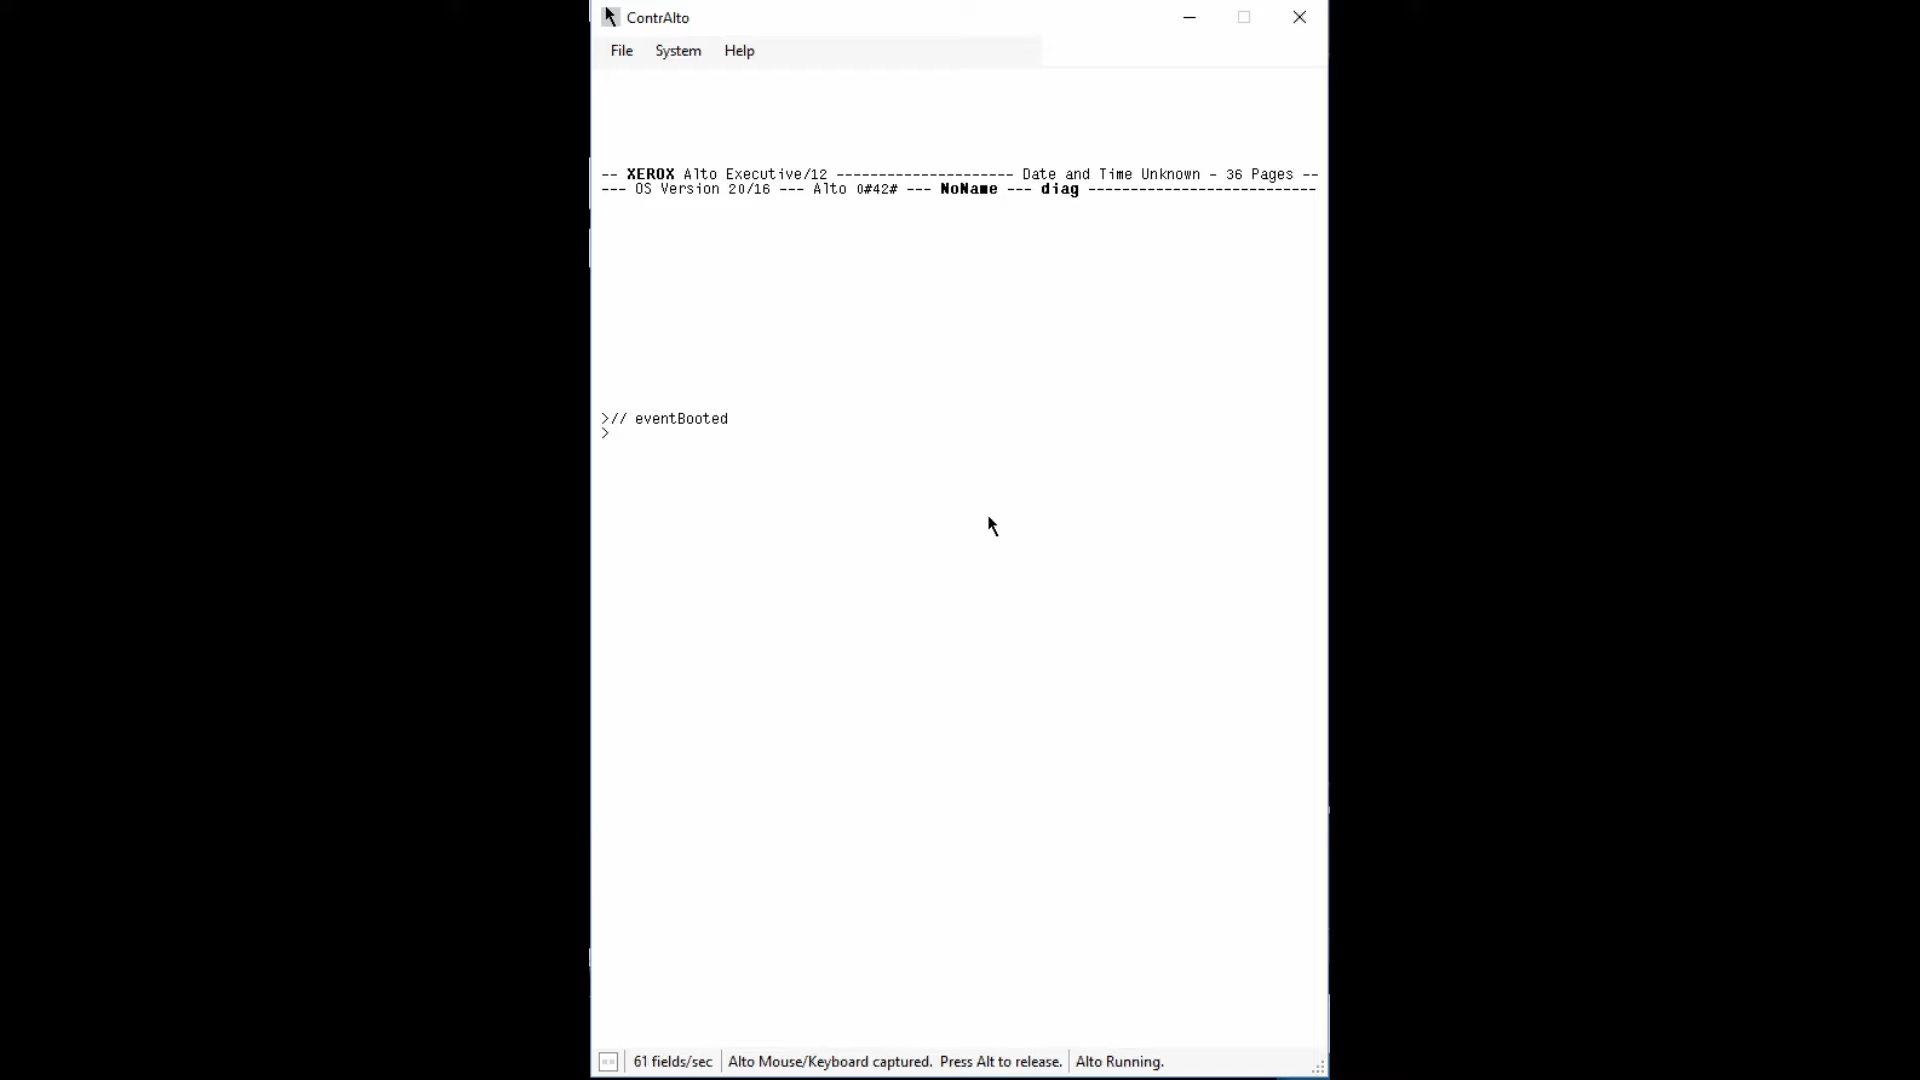 ContrAlto
File System Help
-- XEROX Alto Executive/12 --------------------- Date and Time Unknown - 36 Pages --
--- OS Version 20/16 --- Alto 0#42# --- NoName --- diag ---------------------------
>// eventBooted
>
61 fields/sec Alto Mouse/Keyboard captured. Press Alt to release. Alto Running.